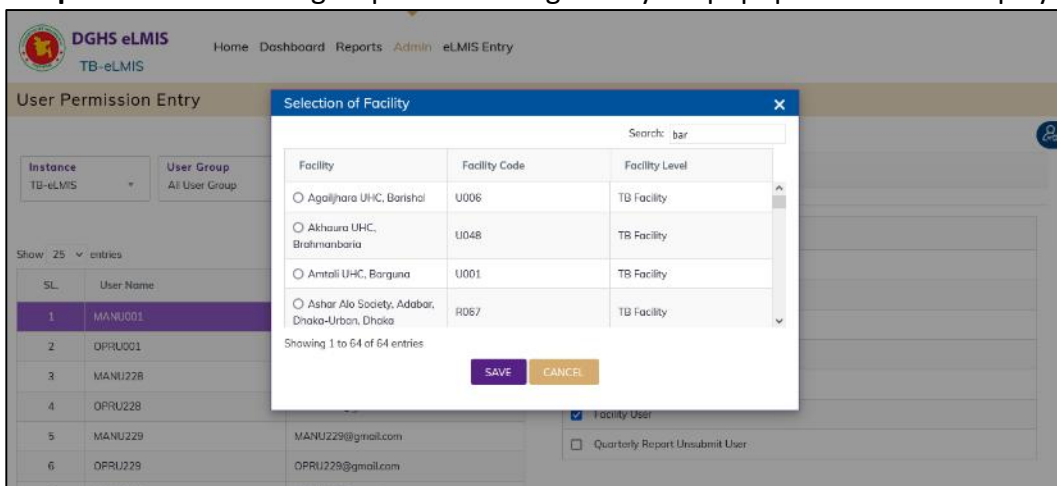 DGHS eLMIS
TB-eLMIS
Home Dashboard Reports Admin eLMIS Entry
User Permission Entry
Selection of Facility ×
Search: bar
Facility Facility Code Facility Level
Agailjhara UHC, Barishal U006 TB Facility
Akhaura UHC, Brahmanbaria U048 TB Facility
Amtali UHC, Barguna U001 TB Facility
Ashar Alo Society, Adabar, Dhaka-Urban, Dhaka R067 TB Facility
Showing 1 to 64 of 64 entries
SAVE CANCEL
Instance
TB-eLMIS
User Group
All User Group
Show 25 entries
SL. User Name
1 MANU001
2 OPRU001
3 MANU228
4 OPRU228
5 MANU229 MANU229@gmail.com
6 OPRU229 OPRU229@gmail.com
Facility User
Quarterly Report Unsubmit User